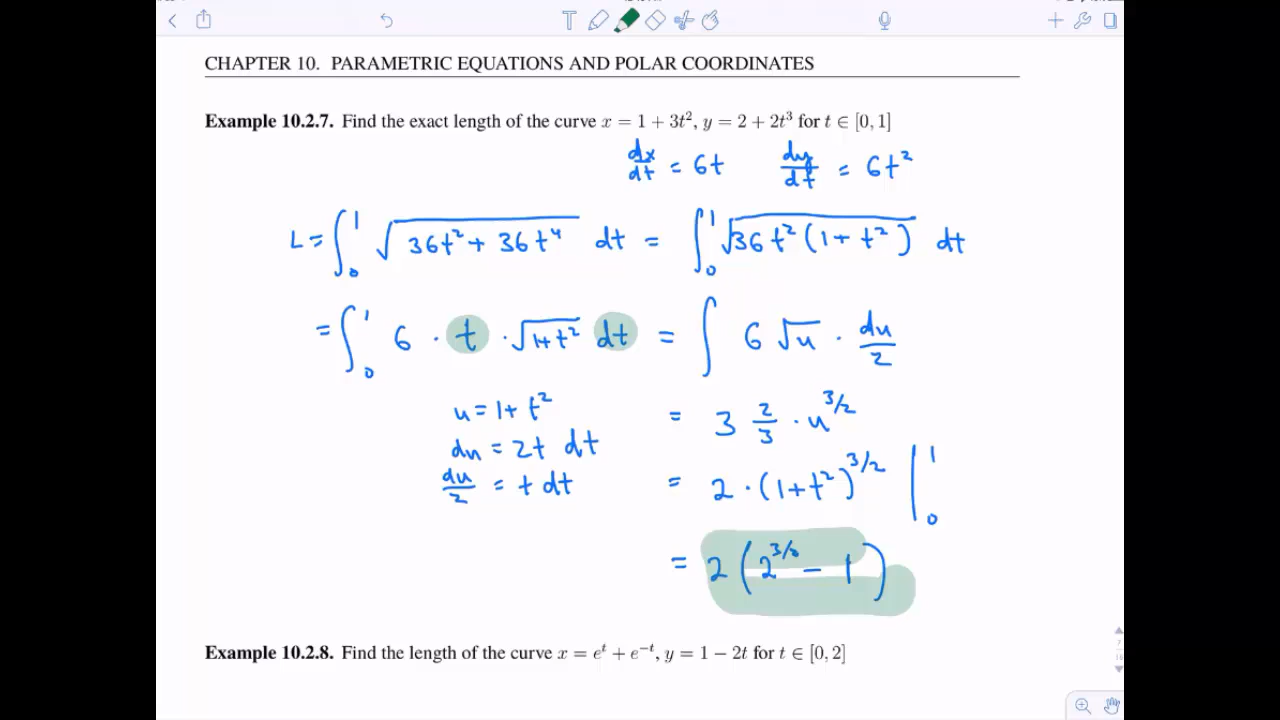 CHAPTER 10. PARAMETRIC EQUATIONS AND POLAR COORDINATES
Example 10.2.7. Find the exact length of the curve x = 1 + 3t², y = 2 + 2t³ for t ∈ [0, 1]
dx/dt = 6t dy/dt = 6t²
L = ∫₀¹ √(36t² + 36t⁴) dt = ∫₀¹ √(36t²(1 + t²)) dt
= ∫₀¹ 6 · t · √(1+t²) dt = ∫ 6 √u · du/2
u = 1 + t² = 3 2/3 · u^(3/2)
du = 2t dt
du/2 = t dt = 2 · (1+t²)^(3/2) |₀¹
= 2 (2^(3/2) − 1)
Example 10.2.8. Find the length of the curve x = eᵗ + e⁻ᵗ, y = 1 − 2t for t ∈ [0, 2]